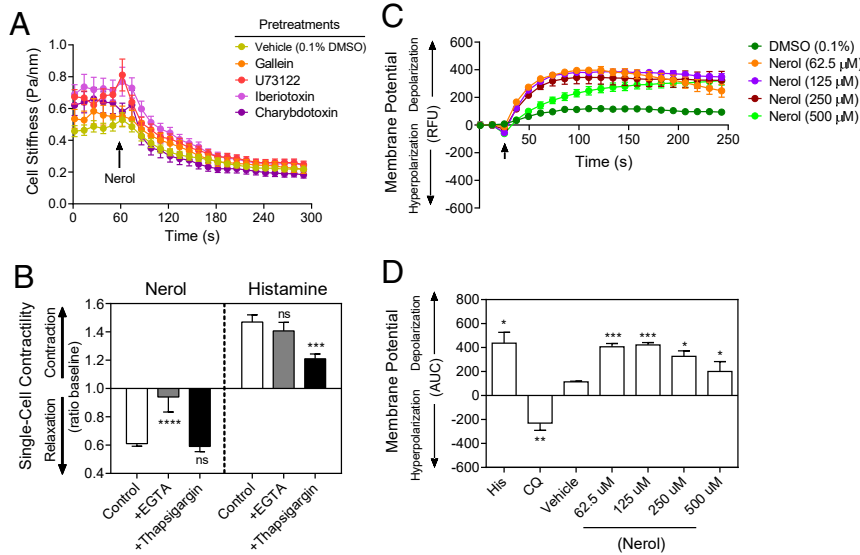 A
Pretreatments
Vehicle (0.1% DMSO)
Gallein
U73122
Iberiotoxin
Charybdotoxin
Cell Stiffness (Pa/nm)
1.0
0.8
0.6
0.4
0.2
0.0
Nerol
0 60 120 180 240 300
Time (s)
C
Membrane Potential
Hyperpolarization Depolarization
(RFU)
600
400
200
0
-200
-400
-600
50 100 150 200 250
Time (s)
DMSO (0.1%)
Nerol (62.5 μM)
Nerol (125 μM)
Nerol (250 μM)
Nerol (500 μM)
B
Nerol Histamine
Single-Cell Contractility
Relaxation Contraction
(ratio baseline)
1.6
1.4
1.2
1.0
0.8
0.6
0.4
ns
***
****
ns
Control
+EGTA
+Thapsigargin
Control
+EGTA
+Thapsigargin
D
Membrane Potential
Hyperpolarization Depolarization
(AUC)
800
600
400
200
0
-200
-400
-600
*
**
***
***
*
*
His
CQ
Vehicle
62.5 uM
125 uM
250 uM
500 uM
(Nerol)